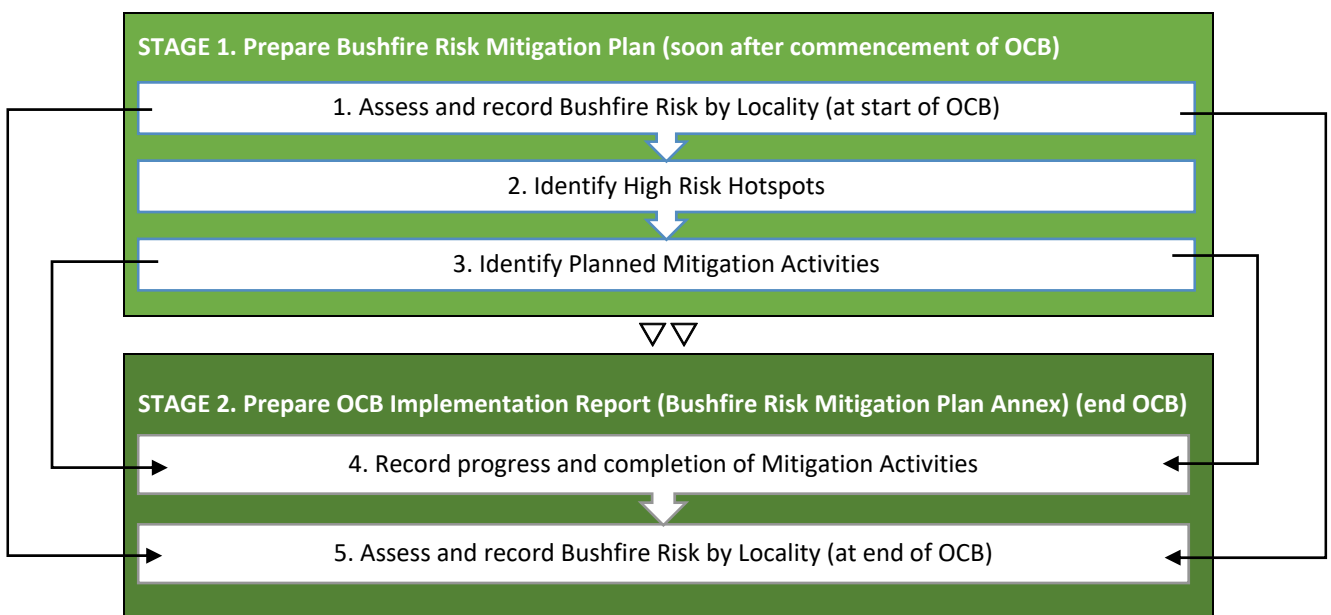 STAGE 1. Prepare Bushfire Risk Mitigation Plan (soon after commencement of OCB)
1. Assess and record Bushfire Risk by Locality (at start of OCB)
2. Identify High Risk Hotspots
3. Identify Planned Mitigation Activities
STAGE 2. Prepare OCB Implementation Report (Bushfire Risk Mitigation Plan Annex) (end OCB)
4. Record progress and completion of Mitigation Activities
5. Assess and record Bushfire Risk by Locality (at end of OCB)